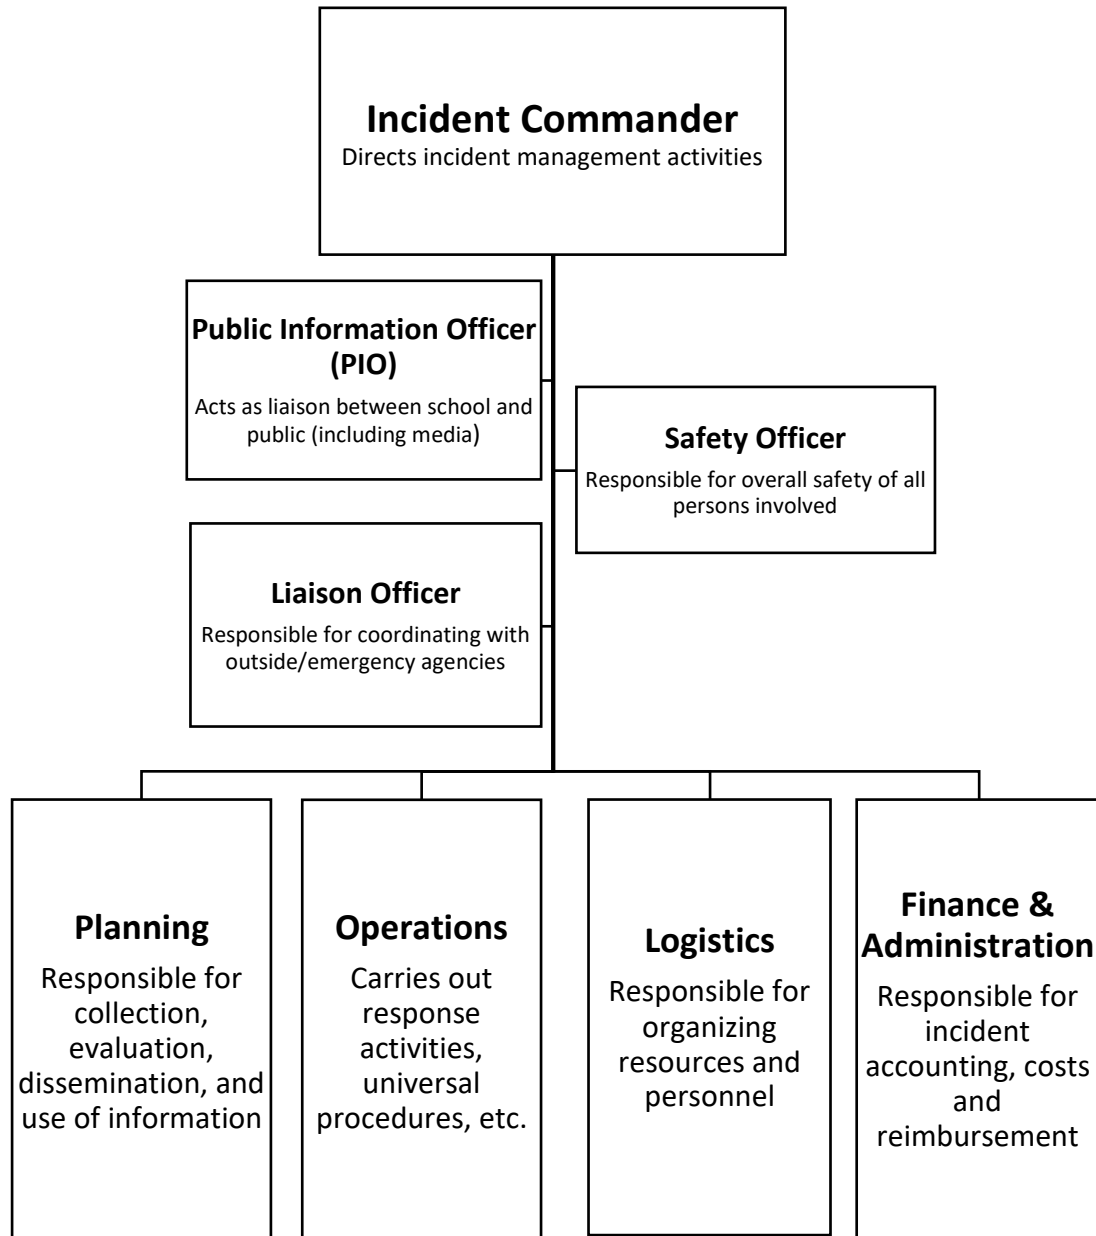 Incident Commander
Directs incident management activities
Public Information Officer
(PIO)
Acts as liaison between school and
public (including media)
Safety Officer
Responsible for overall safety of all
persons involved
Liaison Officer
Responsible for coordinating with
outside/emergency agencies
Planning
Responsible for
collection,
evaluation,
dissemination, and
use of information
Operations
Carries out
response
activities,
universal
procedures, etc.
Logistics
Responsible for
organizing
resources and
personnel
Finance &
Administration
Responsible for
incident
accounting, costs
and
reimbursement